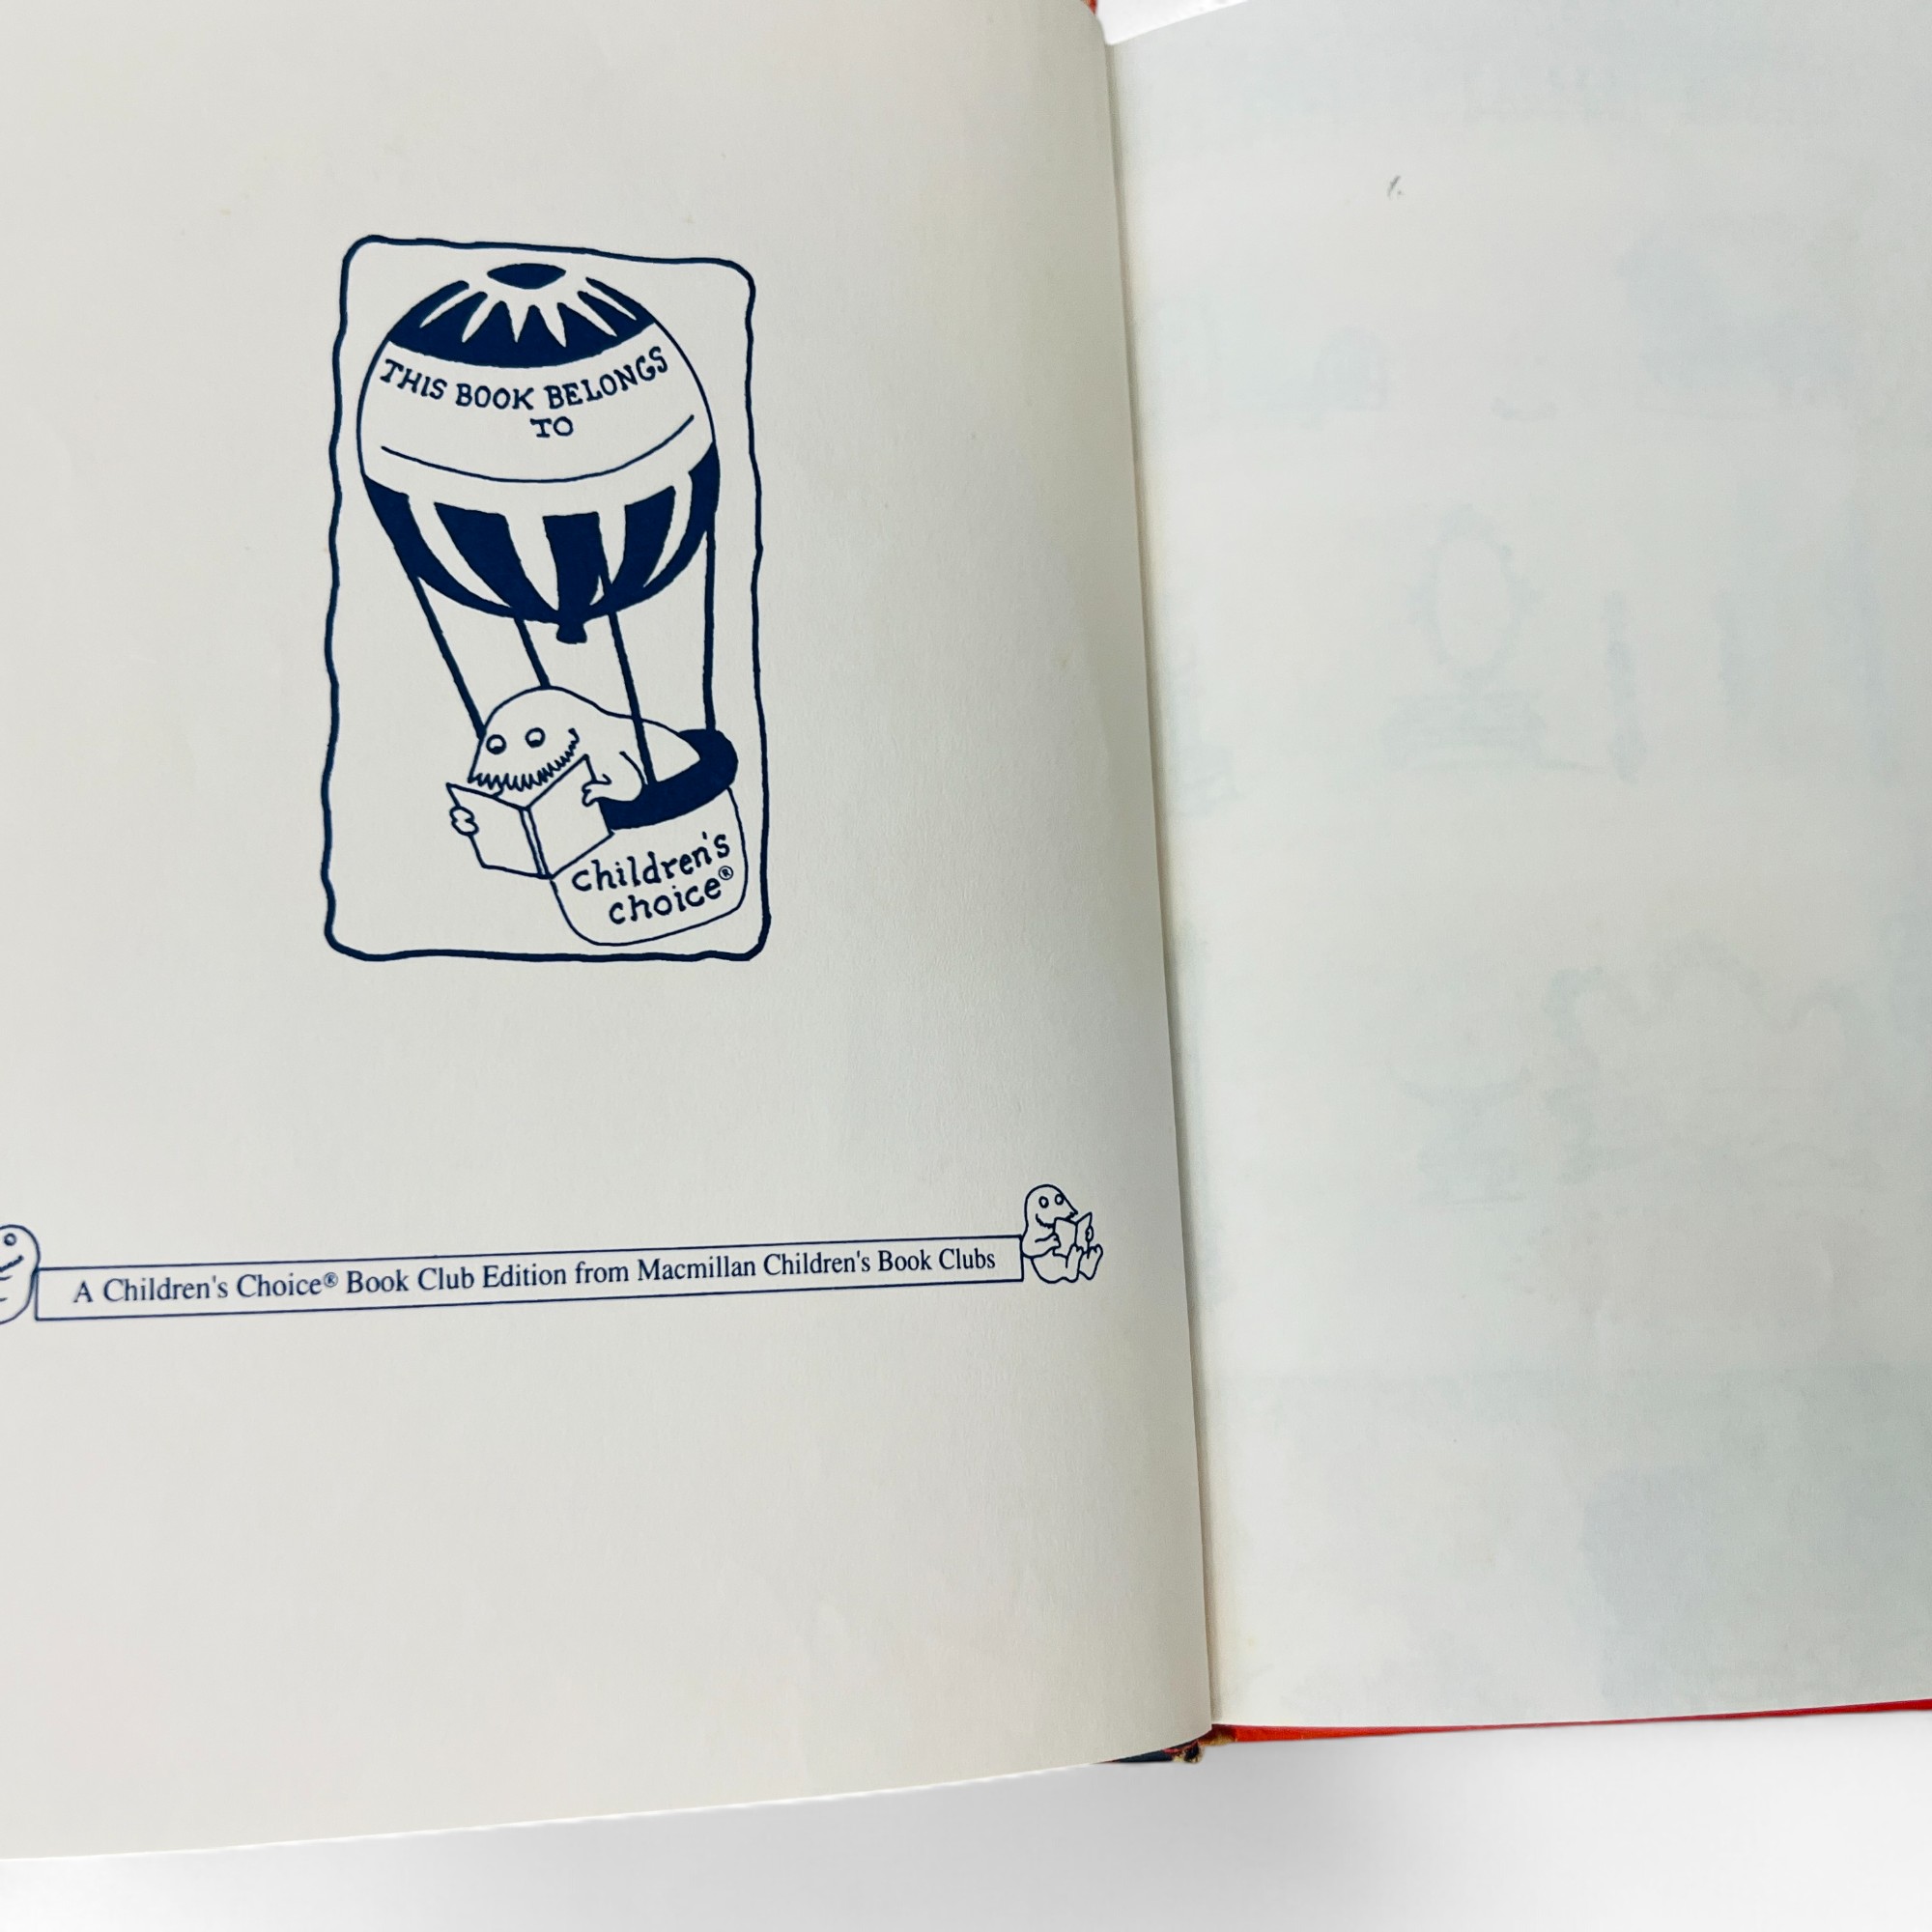 THIS BOOK BELONGS
TO
children's
choice®
A Children's Choice® Book Club Edition from Macmillan Children's Book Clubs